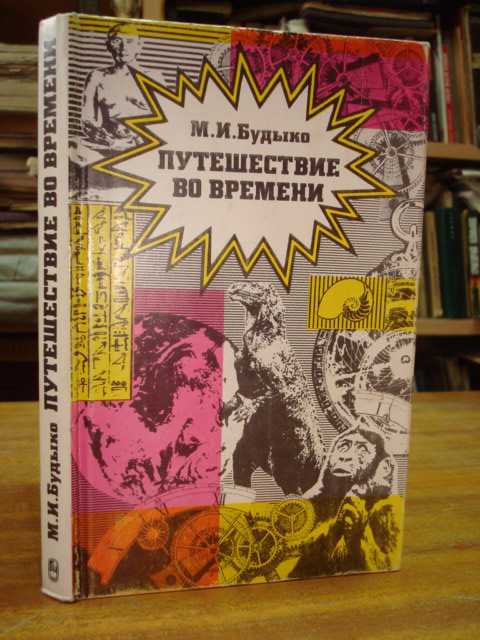 М.И.Будыко
ПУТЕШЕСТВИЕ
ВО ВРЕМЕНИ
М.И.Будыко ПУТЕШЕСТВИЕ ВО ВРЕМЕНИ